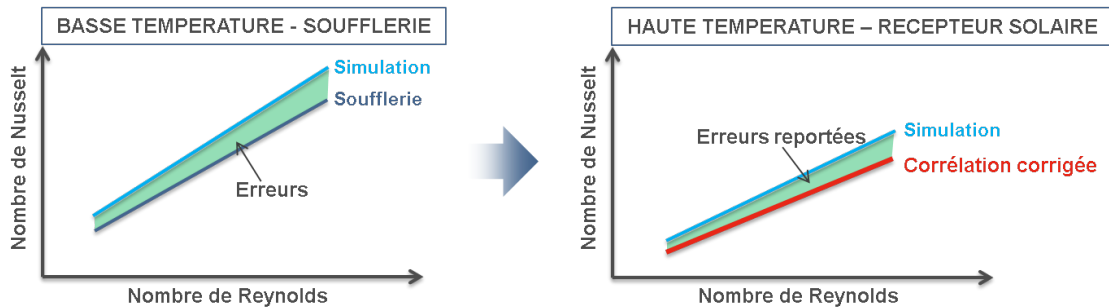 BASSE TEMPERATURE - SOUFFLERIE
Nombre de Nusselt
Simulation
Soufflerie
Erreurs
Nombre de Reynolds
HAUTE TEMPERATURE – RECEPTEUR SOLAIRE
Nombre de Nusselt
Erreurs reportées
Simulation
Corrélation corrigée
Nombre de Reynolds